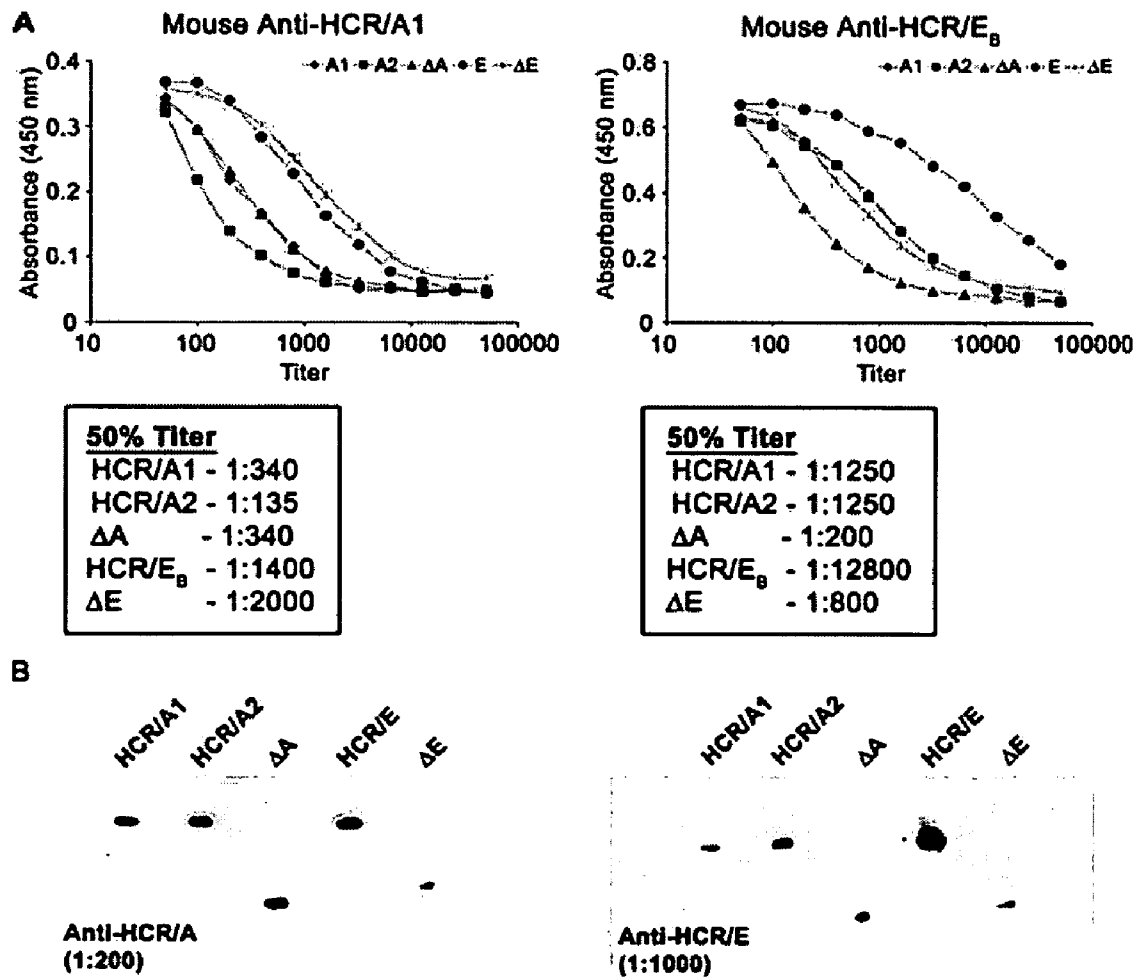 A
Mouse Anti-HCR/A1
A1 A2 ΔA E ΔE
0.4
0.3
0.2
0.1
0
Absorbance (450 nm)
10 100 1000 10000 100000
Titer
50% Titer
HCR/A1 - 1:340
HCR/A2 - 1:135
ΔA - 1:340
HCR/E_B - 1:1400
ΔE - 1:2000
Mouse Anti-HCR/E_B
A1 A2 ΔA E ΔE
0.8
0.6
0.4
0.2
0
Absorbance (450 nm)
10 100 1000 10000 100000
Titer
50% Titer
HCR/A1 - 1:1250
HCR/A2 - 1:1250
ΔA - 1:200
HCR/E_B - 1:12800
ΔE - 1:800
B
HCR/A1 HCR/A2 ΔA HCR/E ΔE
Anti-HCR/A
(1:200)
HCR/A1 HCR/A2 ΔA HCR/E ΔE
Anti-HCR/E
(1:1000)